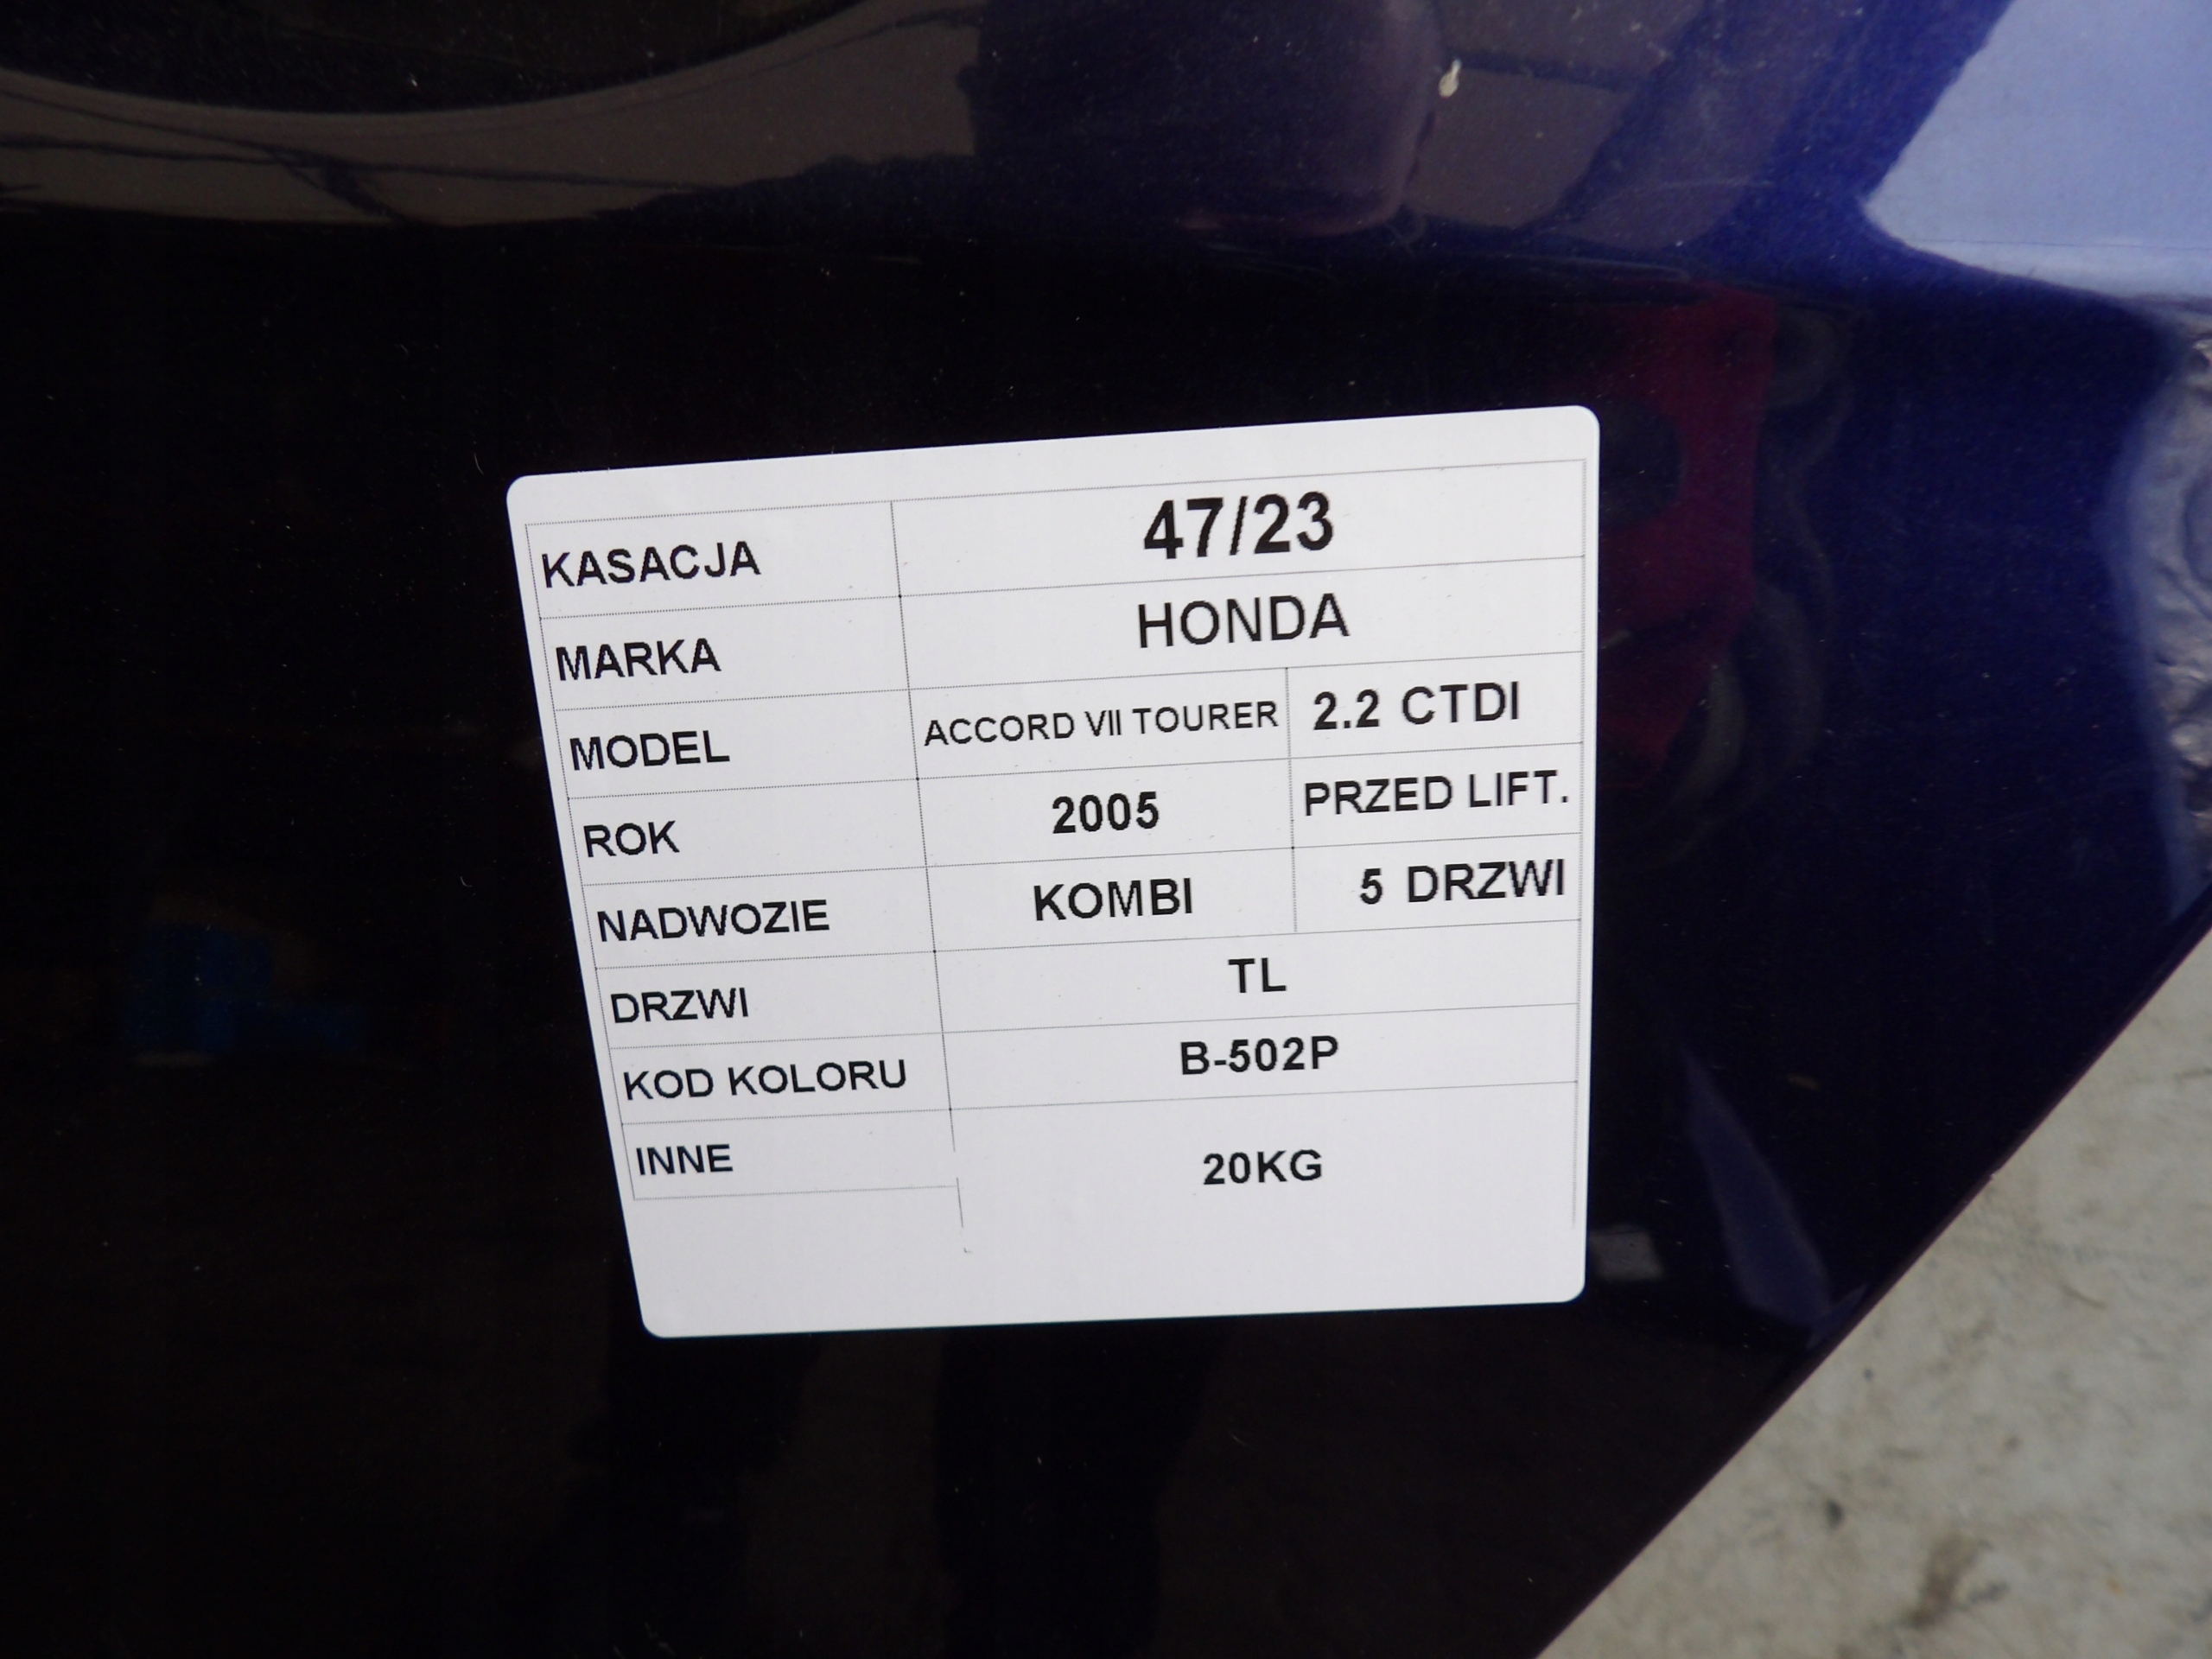 KASACJA 47/23
MARKA HONDA
MODEL ACCORD VII TOURER 2.2 CTDI
ROK 2005 PRZED LIFT.
NADWOZIE KOMBI 5 DRZWI
DRZWI TL
KOD KOLORU B-502P
INNE 20KG